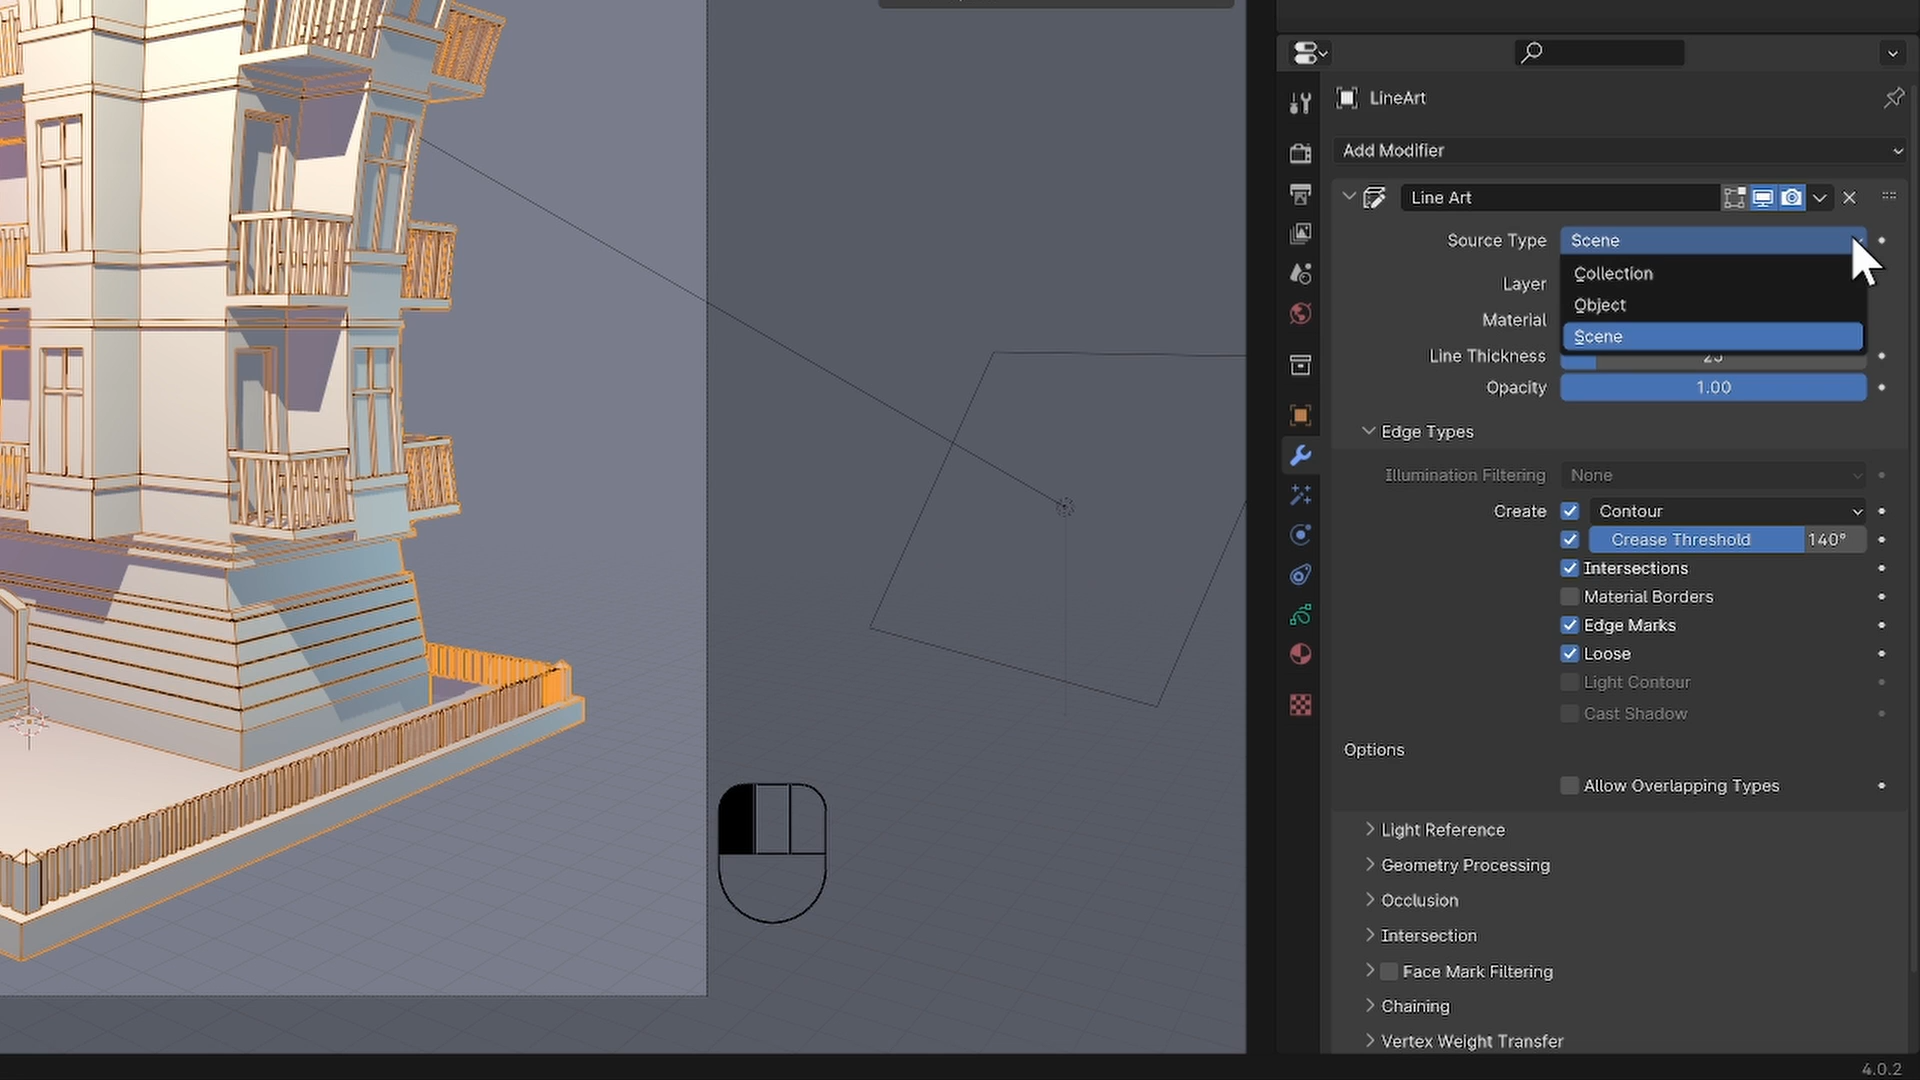 LineArt
Add Modifier
Line Art
Source Type Scene
Collection
Layer
Object
Material
Scene
Line Thickness 25
Opacity 1.00
Edge Types
Illumination Filtering None
Create Contour
Crease Threshold 140°
Intersections
Material Borders
Edge Marks
Loose
Light Contour
Cast Shadow
Options
Allow Overlapping Types
Light Reference
Geometry Processing
Occlusion
Intersection
Face Mark Filtering
Chaining
Vertex Weight Transfer
4.0.2